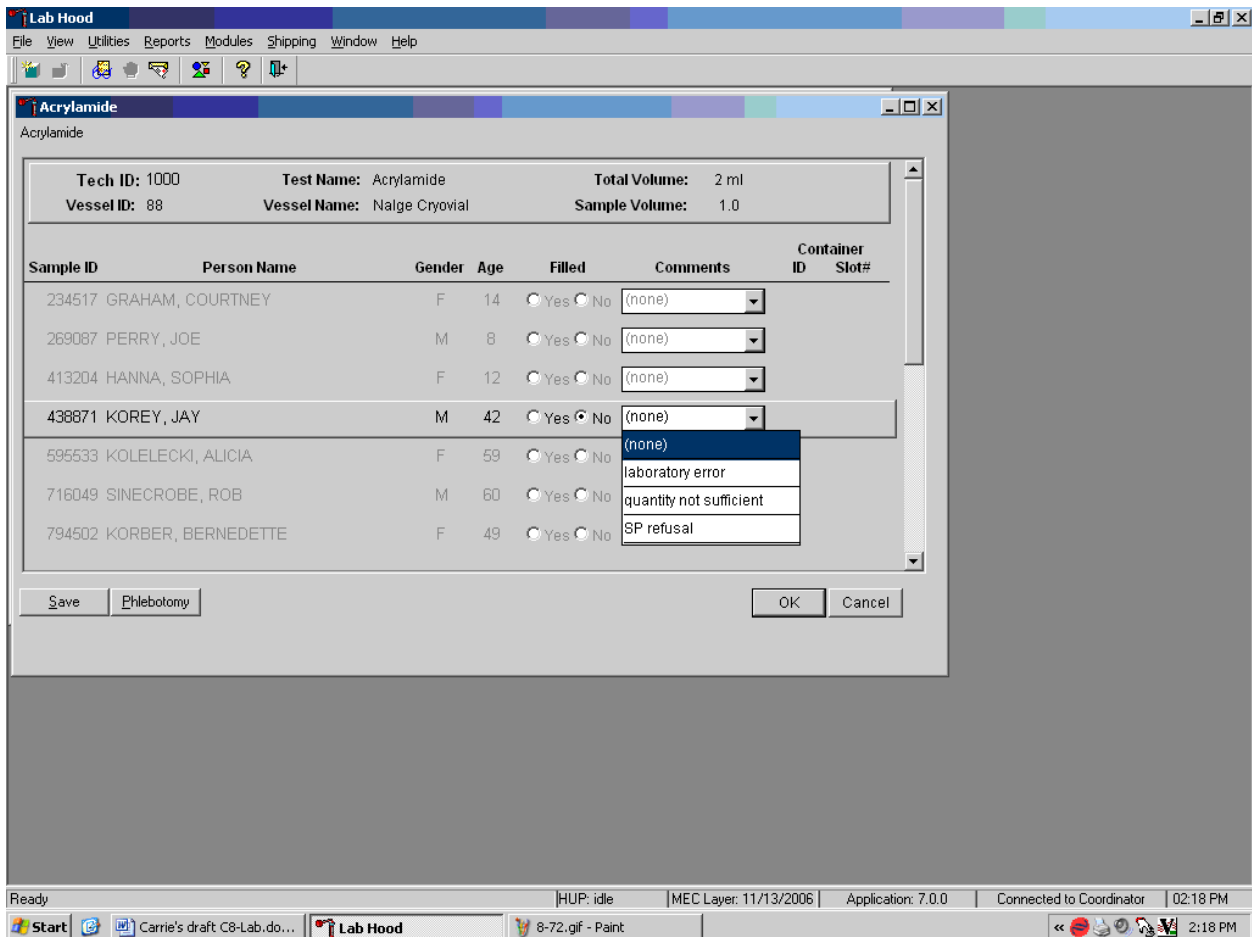 Lab Hood
File View Utilities Reports Modules Shipping Window Help
Acrylamide
Acrylamide
Tech ID: 1000 Test Name: Acrylamide Total Volume: 2 ml
Vessel ID: 88 Vessel Name: Nalge Cryovial Sample Volume: 1.0
Container
Sample ID Person Name Gender Age Filled Comments ID Slot#
234517 GRAHAM, COURTNEY F 14 Yes No (none)
269087 PERRY, JOE M 8 Yes No (none)
413204 HANNA, SOPHIA F 12 Yes No (none)
438871 KOREY, JAY M 42 Yes No (none)
(none)
595533 KOLELECKI, ALICIA F 59 Yes No
laboratory error
716049 SINECROBE, ROB M 60 Yes No quantity not sufficient
SP refusal
794502 KORBER, BERNEDETTE F 49 Yes No
Save Phlebotomy OK Cancel
Ready HUP: idle MEC Layer: 11/13/2006 Application: 7.0.0 Connected to Coordinator 02:18 PM
Start Carrie's draft C8-Lab.do... Lab Hood 8-72.gif - Paint « 2:18 PM